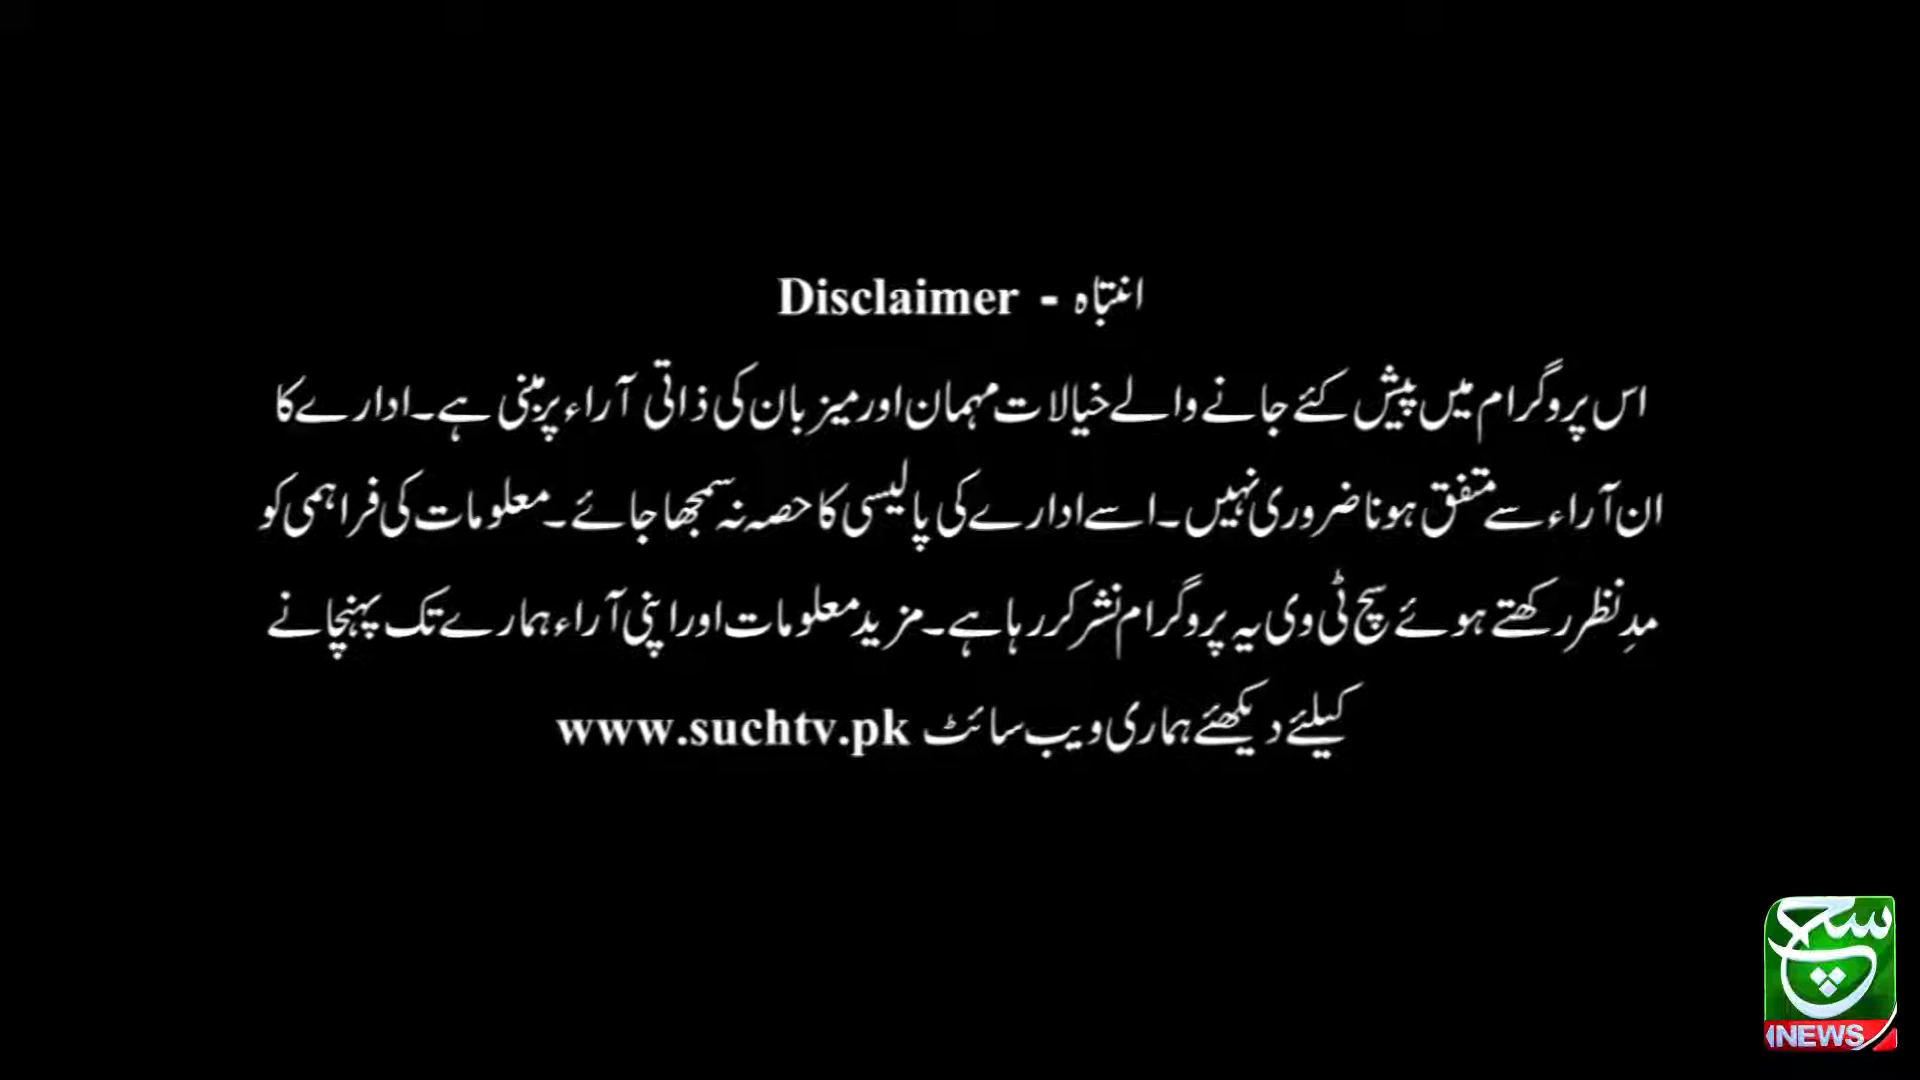 انتباہ - Disclaimer
اس پروگرام میں پیش کئے جانے والے خیالات مہمان اور میزبان کی ذاتی آراء پر مبنی ہے۔ ادارے کا
ان آراء سے متفق ہونا ضروری نہیں۔ اسے ادارے کی پالیسی کا حصہ نہ سمجھا جائے۔ معلومات کی فراہمی کو
مدِ نظر رکھتے ہوئے سچ ٹی وی یہ پروگرام نشر کر رہا ہے۔ مزید معلومات اور اپنی آراء ہمارے تک پہنچانے
کیلئے دیکھئے ہماری ویب سائٹ www.suchtv.pk
سچ
NEWS